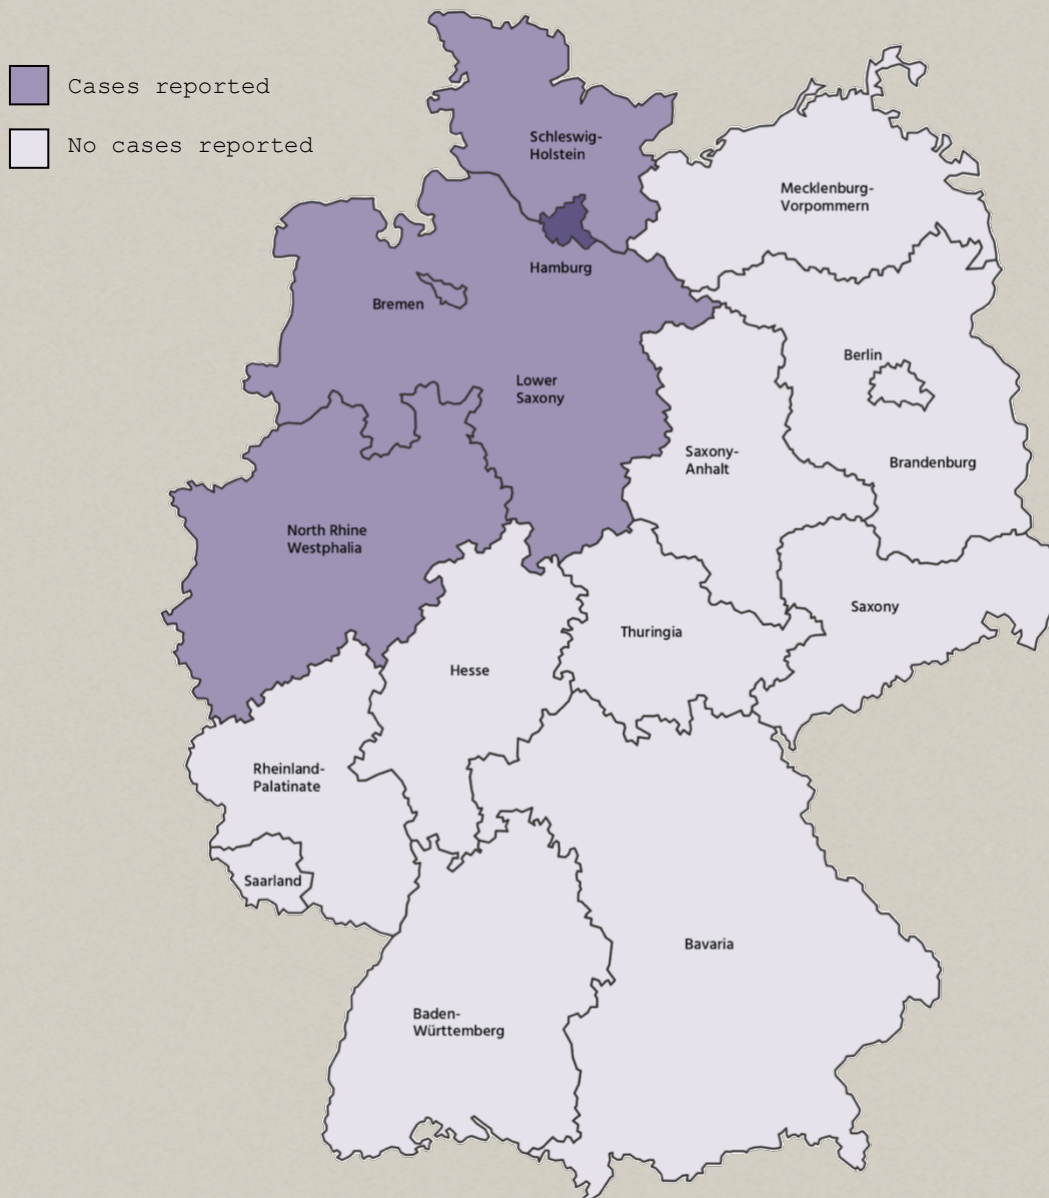 Cases reported
No cases reported
Schleswig-
Holstein
Mecklenburg-
Vorpommern
Hamburg
Bremen
Berlin
Lower
Saxony
Saxony-
Anhalt
Brandenburg
North Rhine
Westphalia
Saxony
Thuringia
Hesse
Rheinland-
Palatinate
Saarland
Bavaria
Baden-
Württemberg